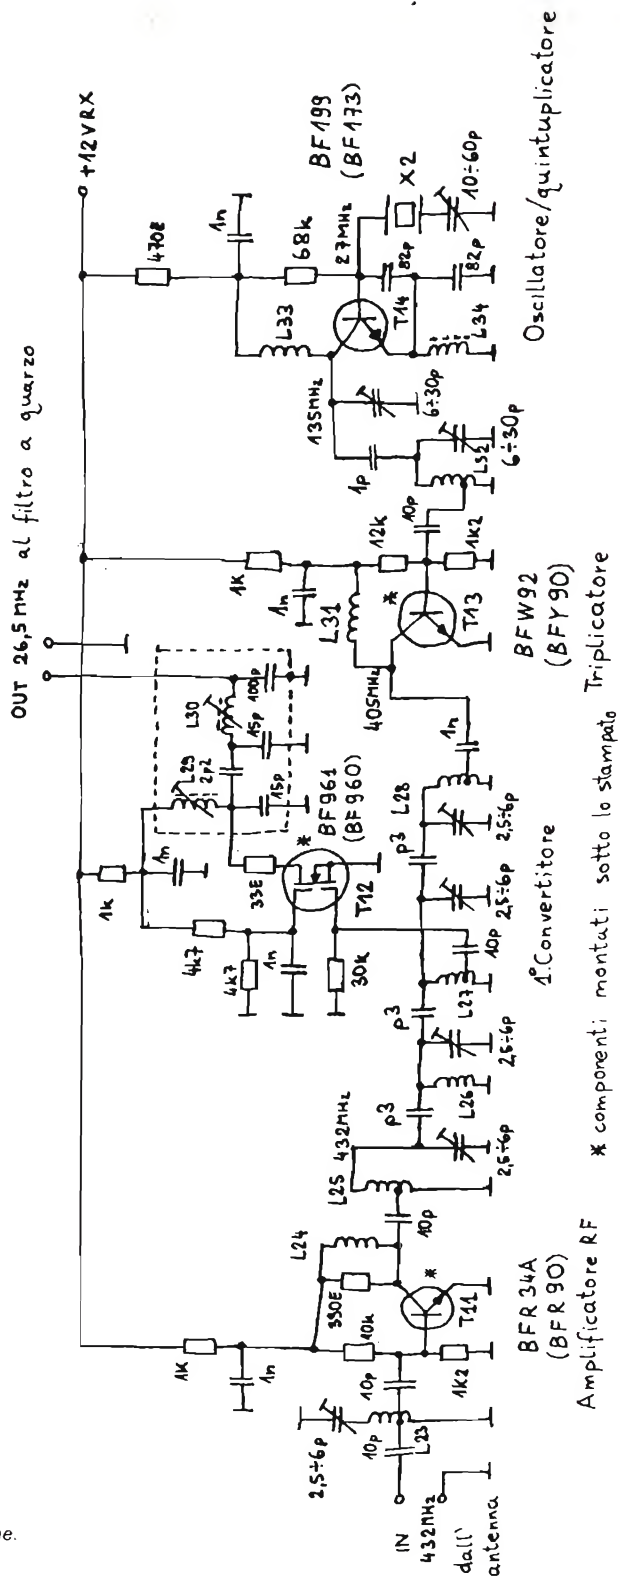 OUT 26,5 MHz al filtro a quarzo
+12VRX
1K
1n
2,5÷6p
10p
L23
10p
IN
432MHz
dall'
antenna
10k
1K2
390E
L24
*
T11
BFR34A
(BFR90)
Amplificatore RF
10p
L25
432MHz
2,5÷6p
p3
L26
2,5÷6p
p3
L27
10p
1k
1n
4k7
4k7
1n
30k
33E
T12
*
BF961
(BF960)
L29
2p2
15p
L30
15p
100p
1°.Convertitore
2,5÷6p
p3
2,5÷6p
L28
1n
405MHz
L31
1K
1n
12k
*
1k2
T13
BFW92
(BFY90)
Triplicatore
10p
L32
6÷30p
1p
135MHz
6÷30p
L33
470E
1n
68k
27MHz
T14
82p
82p
L34
X2
10÷60p
BF199
(BF173)
Oscillatore/quintuplicatore
* componenti montati sotto lo stampato
ne.